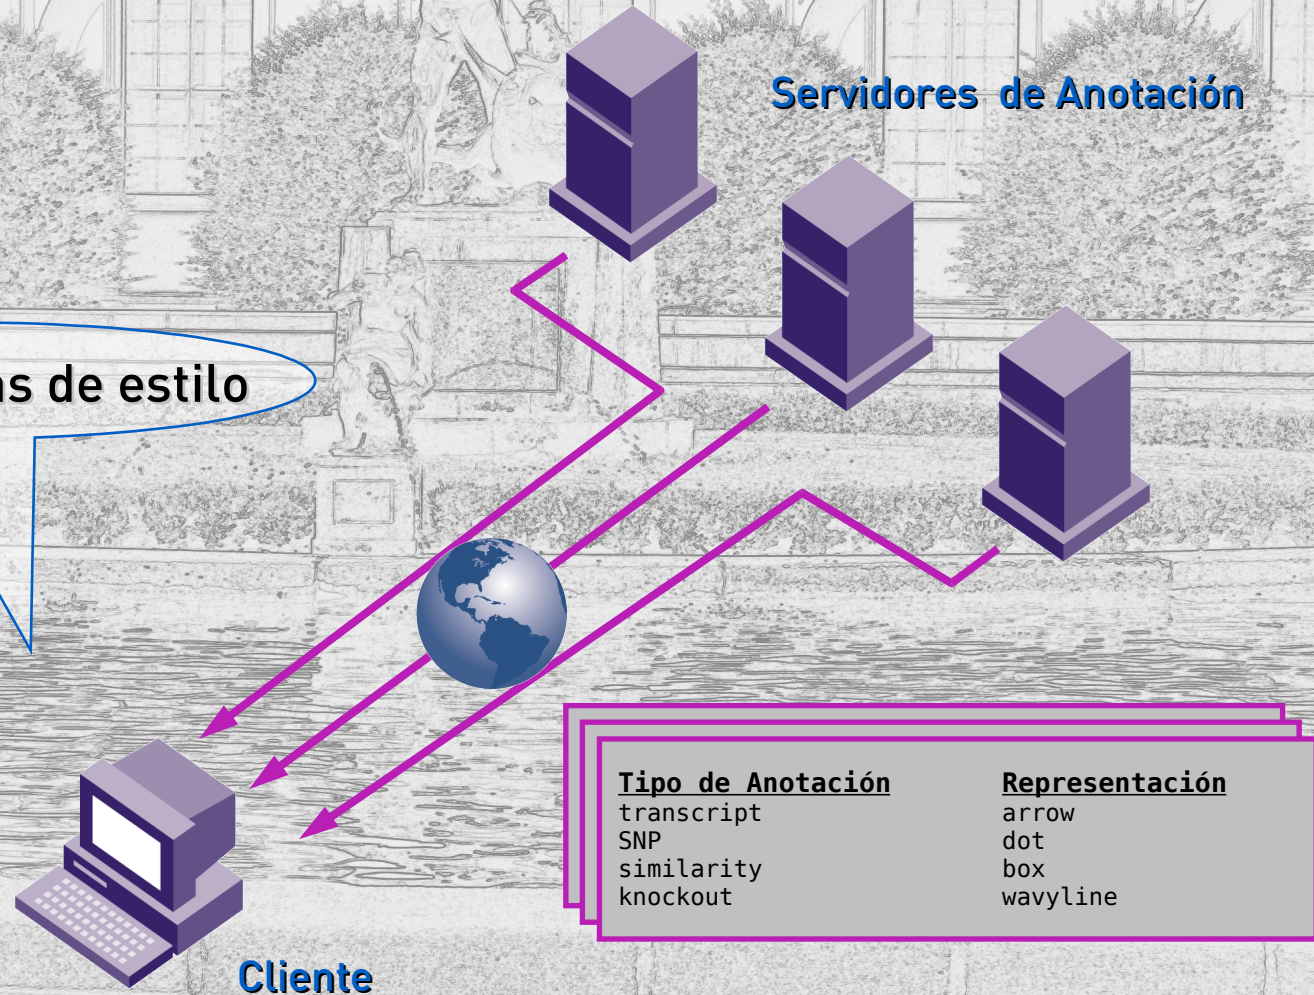 Servidores de Anotación
de estilo
Tipo de Anotación Representación
transcript arrow
SNP dot
similarity box
knockout wavyline
Cliente